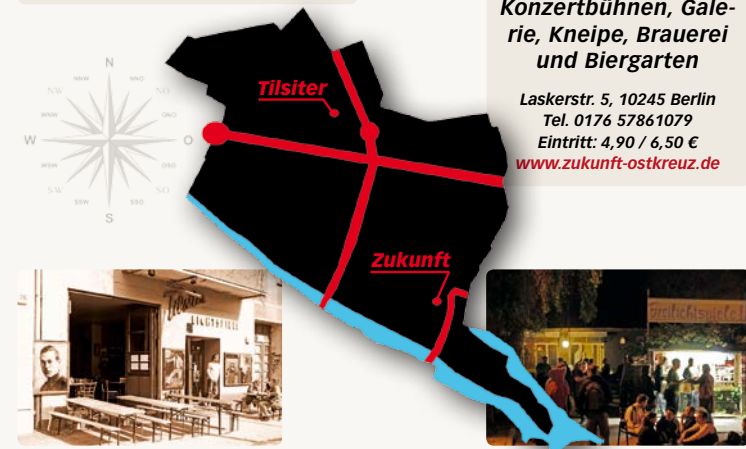 Konzertbühnen, Gale-
rie, Kneipe, Brauerei
und Biergarten
Laskerstr. 5, 10245 Berlin
Tel. 0176 57861079
Eintritt: 4,90 / 6,50 €
www.zukunft-ostkreuz.de
N
NNW
NNO
NW
NO
WNW
ONO
W
O
WSW
OSO
SW
SO
SSW
SSO
S
Tilsiter
Zukunft
Tilsiter
LICHTSPIELE
Freilichtspiele